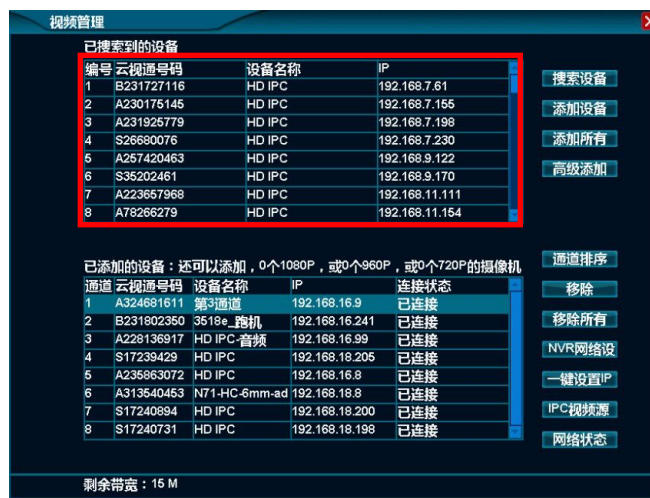 视频管理
已搜索到的设备
编号 云视通号码 设备名称 IP
1 B231727116 HD IPC 192.168.7.61
2 A230175145 HD IPC 192.168.7.155
3 A231925779 HD IPC 192.168.7.198
4 S26680076 HD IPC 192.168.7.230
5 A257420463 HD IPC 192.168.9.122
6 S35202461 HD IPC 192.168.9.170
7 A223657968 HD IPC 192.168.11.111
8 A78266279 HD IPC 192.168.11.154
搜索设备
添加设备
添加所有
高级添加
已添加的设备：还可以添加，0个1080P，或0个960P，或0个720P的摄像机
通道 云视通号码 设备名称 IP 连接状态
1 A324681611 第3通道 192.168.16.9 已连接
2 B231802350 3518e_跑机 192.168.16.241 已连接
3 A228136917 HD IPC-音频 192.168.16.99 已连接
4 S17239429 HD IPC 192.168.18.205 已连接
5 A235863072 HD IPC 192.168.16.8 已连接
6 A313540453 N71-HC-6mm-ad 192.168.18.8 已连接
7 S17240894 HD IPC 192.168.18.200 已连接
8 S17240731 HD IPC 192.168.18.198 已连接
通道排序
移除
移除所有
NVR网络设
一键设置IP
IPC视频源
网络状态
剩余带宽：15 M